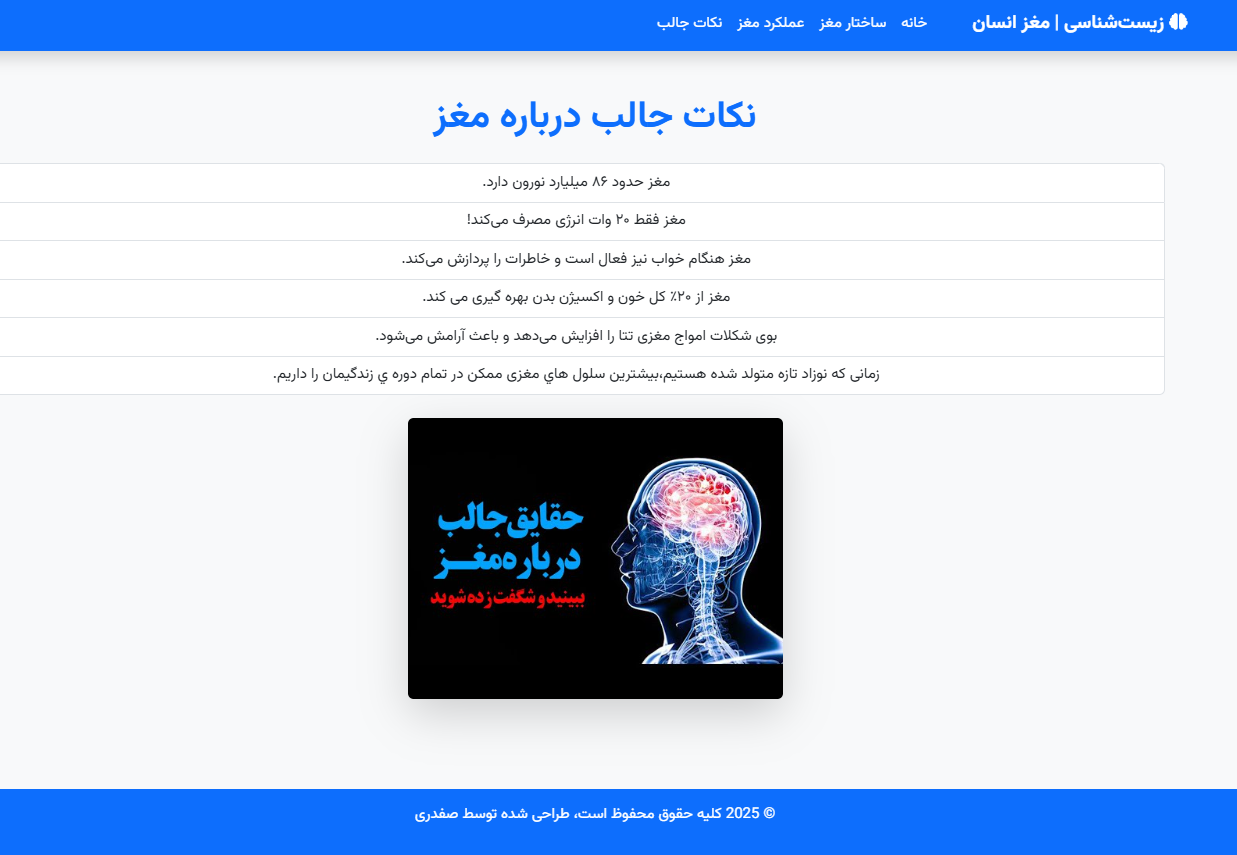 زیست‌شناسی | مغز انسان
خانه
ساختار مغز
عملکرد مغز
نکات جالب
نکات جالب درباره مغز
مغز حدود ۸۶ میلیارد نورون دارد.
مغز فقط ۲۰ وات انرژی مصرف می‌کند!
مغز هنگام خواب نیز فعال است و خاطرات را پردازش می‌کند.
مغز از ۲۰٪ کل خون و اکسیژن بدن بهره گیری می کند.
بوی شکلات امواج مغزی تتا را افزایش می‌دهد و باعث آرامش می‌شود.
زمانی که نوزاد تازه متولد شده هستیم،بیشترین سلول هاي مغزی ممکن در تمام دوره ي زندگیمان را داریم.
حقایق جالب
درباره مغــز
ببینید و شگفت زده شوید
© 2025 کلیه حقوق محفوظ است، طراحی شده توسط صفدری